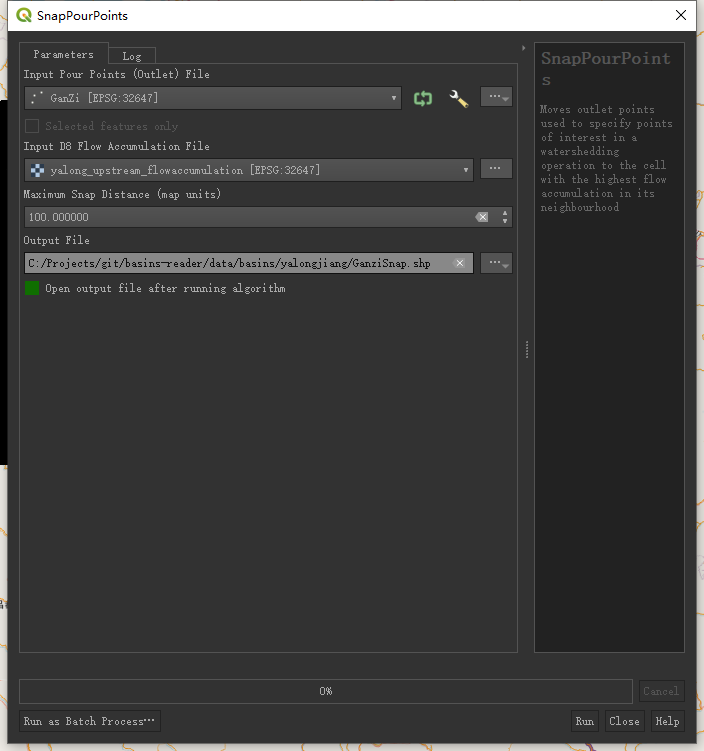 SnapPourPoints
Parameters
Log
Input Pour Points (Outlet) File
GanZi [EPSG:32647]
Selected features only
Input D8 Flow Accumulation File
yalong_upstream_flowaccumulation [EPSG:32647]
Maximum Snap Distance (map units)
100.000000
Output File
C:/Projects/git/basins-reader/data/basins/yalongjiang/GanziSnap.shp
Open output file after running algorithm
SnapPourPoint
s
Moves outlet points
used to specify points
of interest in a
watershedding
operation to the cell
with the highest flow
accumulation in its
neighbourhood
0%
Cancel
Run as Batch Process…
Run
Close
Help